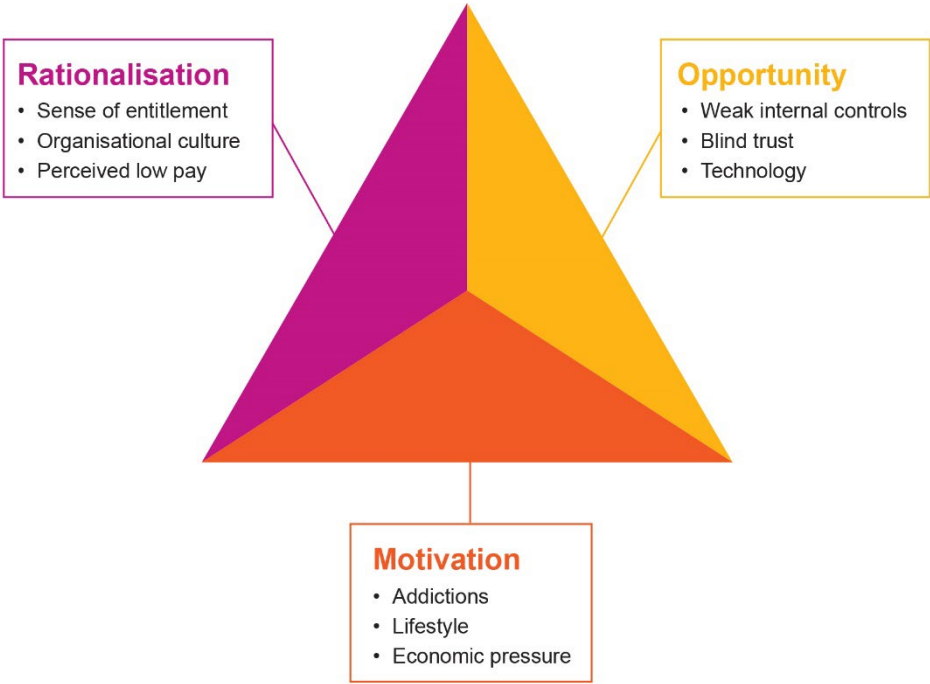 Rationalisation
• Sense of entitlement
• Organisational culture
• Perceived low pay
Opportunity
• Weak internal controls
• Blind trust
• Technology
Motivation
• Addictions
• Lifestyle
• Economic pressure